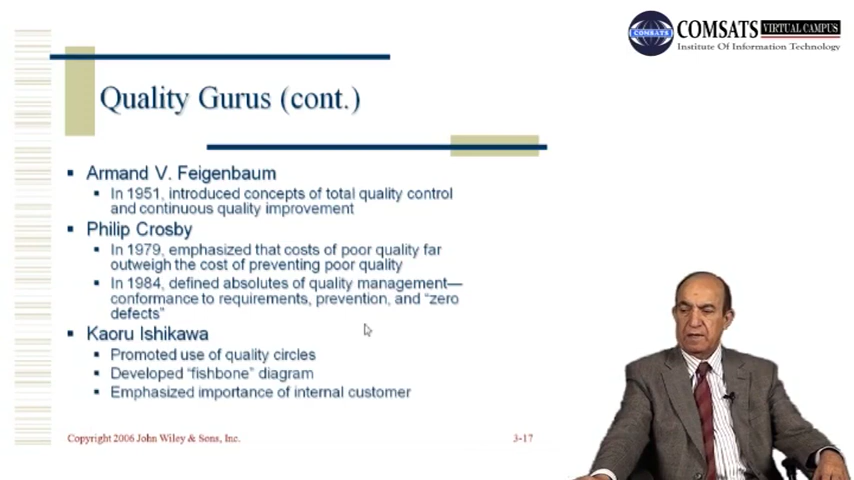 COMSATS VIRTUAL CAMPUS
COMSATS
Institute Of Information Technology
Quality Gurus (cont.)
Armand V. Feigenbaum
In 1951, introduced concepts of total quality control
and continuous quality improvement
Philip Crosby
In 1979, emphasized that costs of poor quality far
outweigh the cost of preventing poor quality
In 1984, defined absolutes of quality management—
conformance to requirements, prevention, and “zero
defects”
Kaoru Ishikawa
Promoted use of quality circles
Developed “fishbone” diagram
Emphasized importance of internal customer
Copyright 2006 John Wiley & Sons, Inc.
3-17